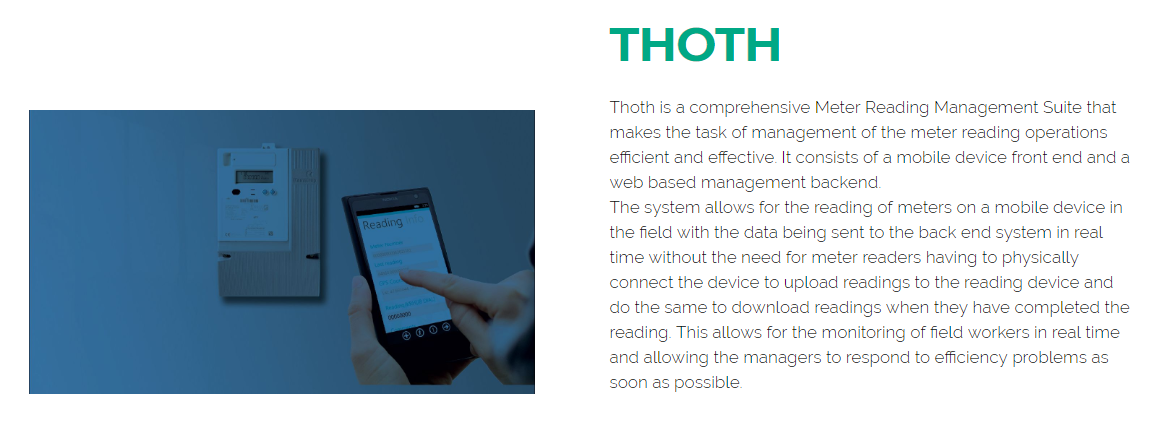 THOTH
Thoth is a comprehensive Meter Reading Management Suite that
makes the task of management of the meter reading operations
efficient and effective. It consists of a mobile device front end and a
web based management backend.
The system allows for the reading of meters on a mobile device in
the field with the data being sent to the back end system in real
time without the need for meter readers having to physically
connect the device to upload readings to the reading device and
do the same to download readings when they have completed the
reading. This allows for the monitoring of field workers in real time
and allowing the managers to respond to efficiency problems as
soon as possible.
Reading Info